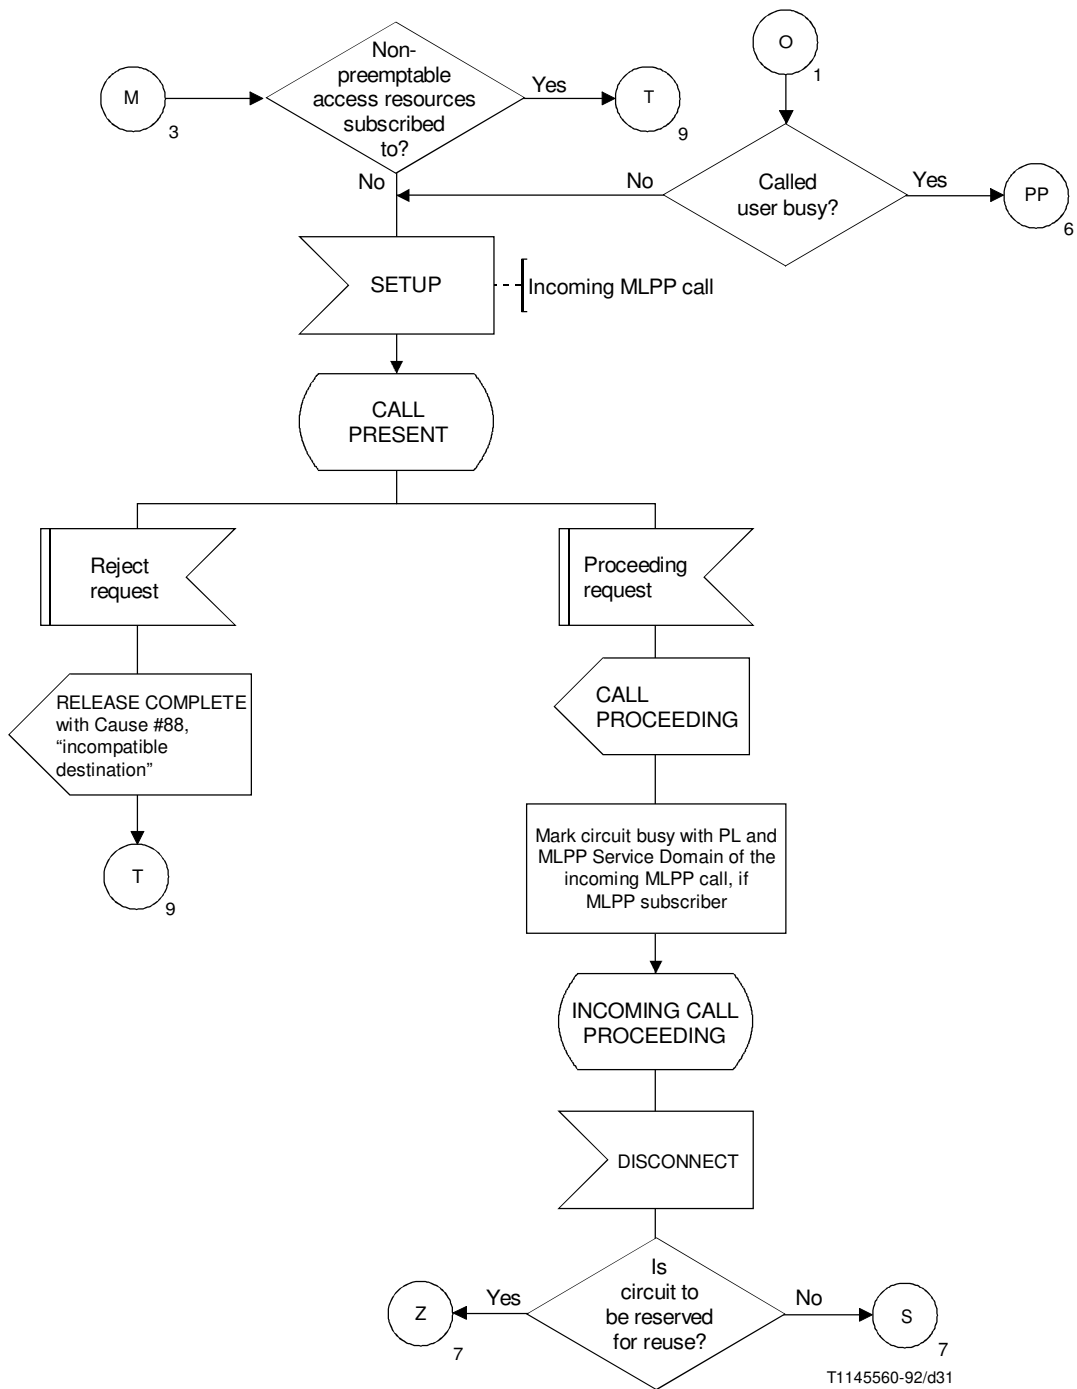 O
1
Non-
preemptable
access resources
subscribed
to?
M
3
Yes
T
9
No
No
Called
user busy?
Yes
PP
6
SETUP
Incoming MLPP call
CALL
PRESENT
Reject
request
Proceeding
request
RELEASE COMPLETE
with Cause #88,
“incompatible
destination”
CALL
PROCEEDING
T
9
Mark circuit busy with PL and
MLPP Service Domain of the
incoming MLPP call, if
MLPP subscriber
INCOMING CALL
PROCEEDING
DISCONNECT
Is
circuit to
be reserved
for reuse?
Yes
Z
7
No
S
7
T1145560-92/d31